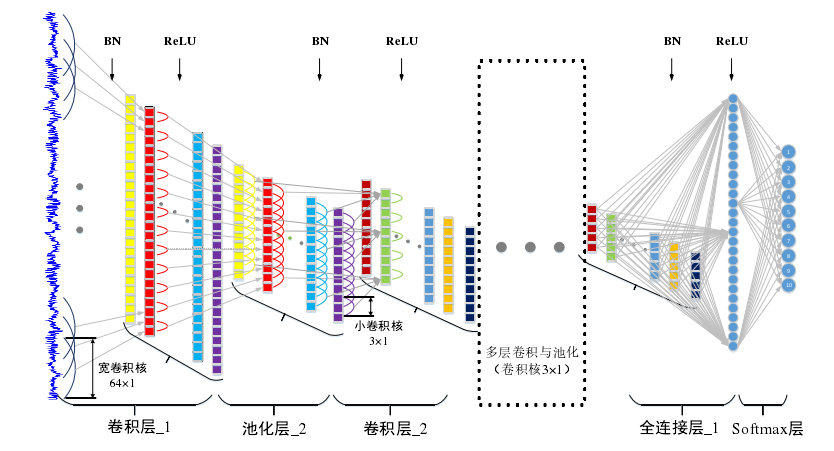 BN
ReLU
BN
ReLU
BN
ReLU
宽卷积核
64×1
小卷积核
3×1
多层卷积与池化
（卷积核3×1）
1
2
3
4
5
6
7
8
9
10
卷积层_1
池化层_2
卷积层_2
全连接层_1
Softmax层